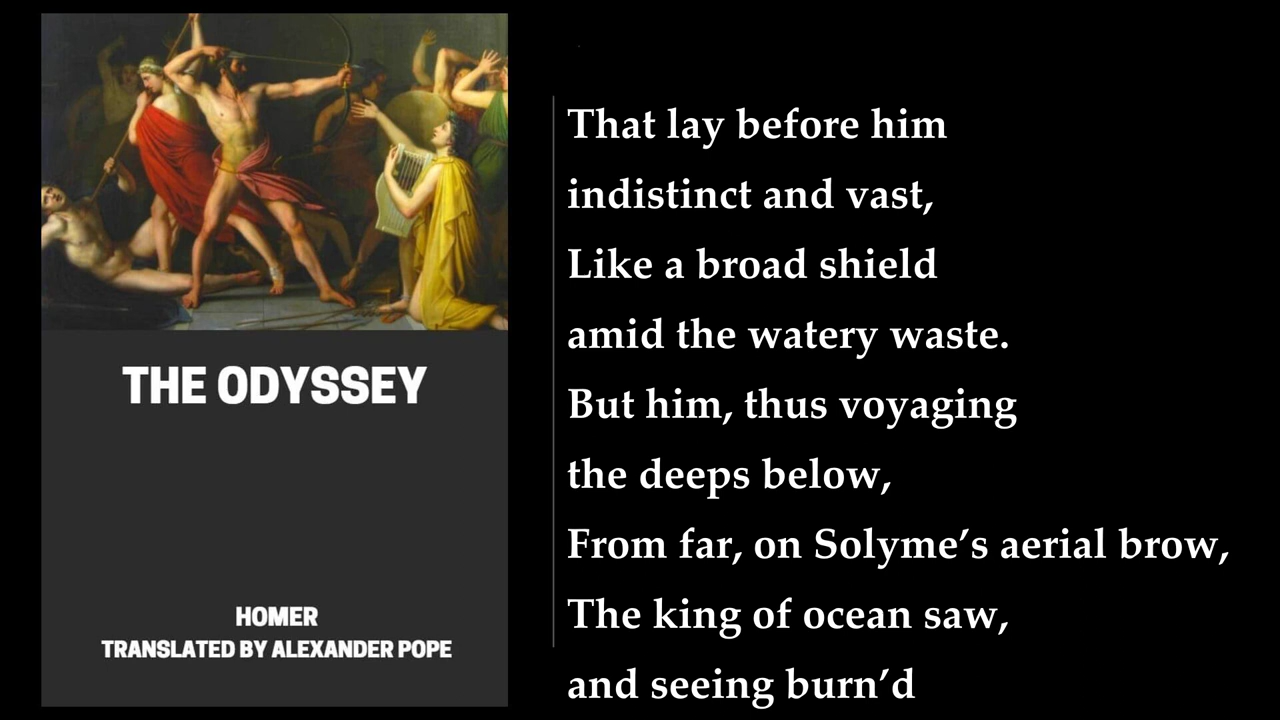 THE ODYSSEY
HOMER
TRANSLATED BY ALEXANDER POPE
That lay before him
indistinct and vast,
Like a broad shield
amid the watery waste.
But him, thus voyaging
the deeps below,
From far, on Solyme’s aerial brow,
The king of ocean saw,
and seeing burn’d